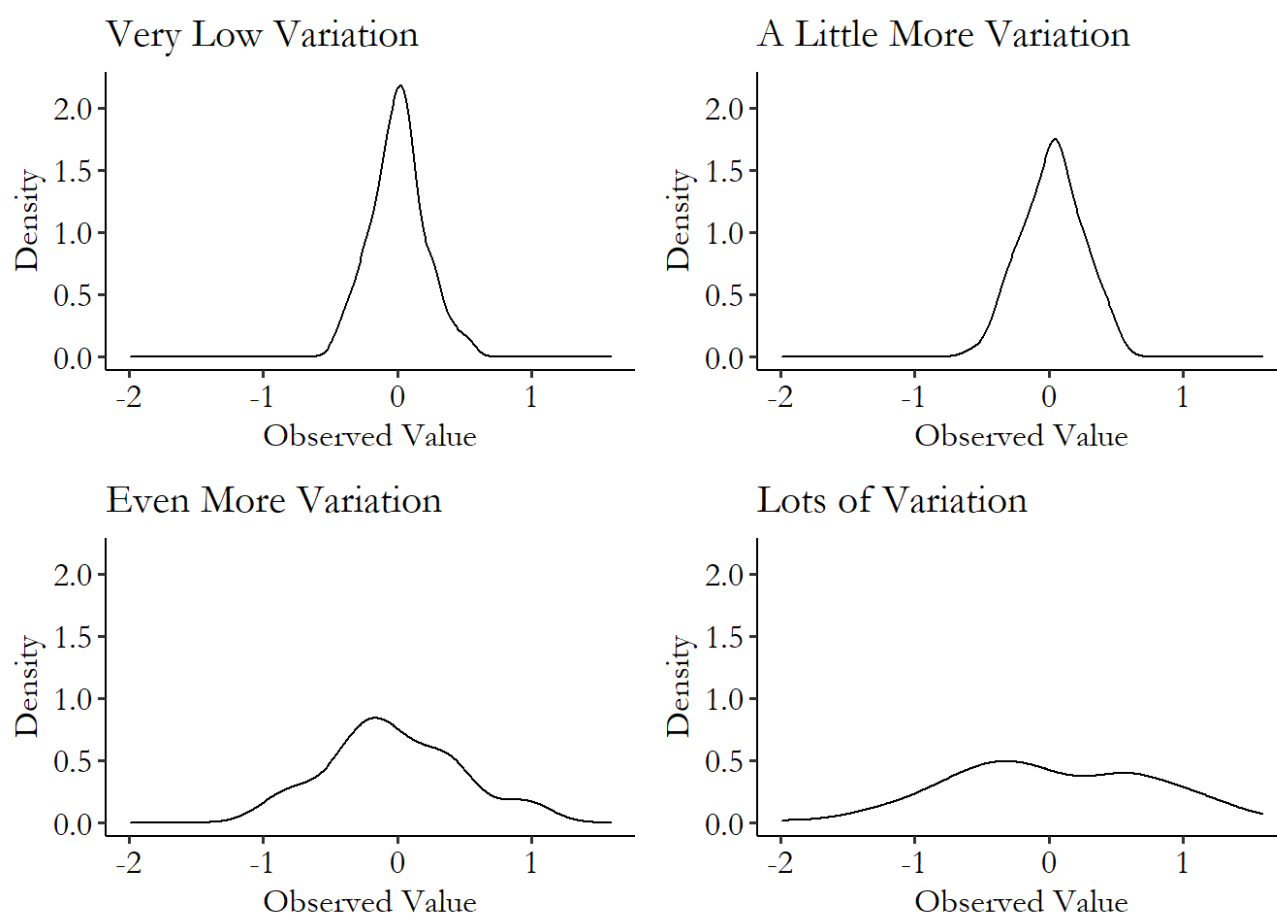 Very Low Variation
Density
2.0
1.5
1.0
0.5
0.0
-2 -1 0 1
Observed Value
A Little More Variation
Density
2.0
1.5
1.0
0.5
0.0
-2 -1 0 1
Observed Value
Even More Variation
Density
2.0
1.5
1.0
0.5
0.0
-2 -1 0 1
Observed Value
Lots of Variation
Density
2.0
1.5
1.0
0.5
0.0
-2 -1 0 1
Observed Value